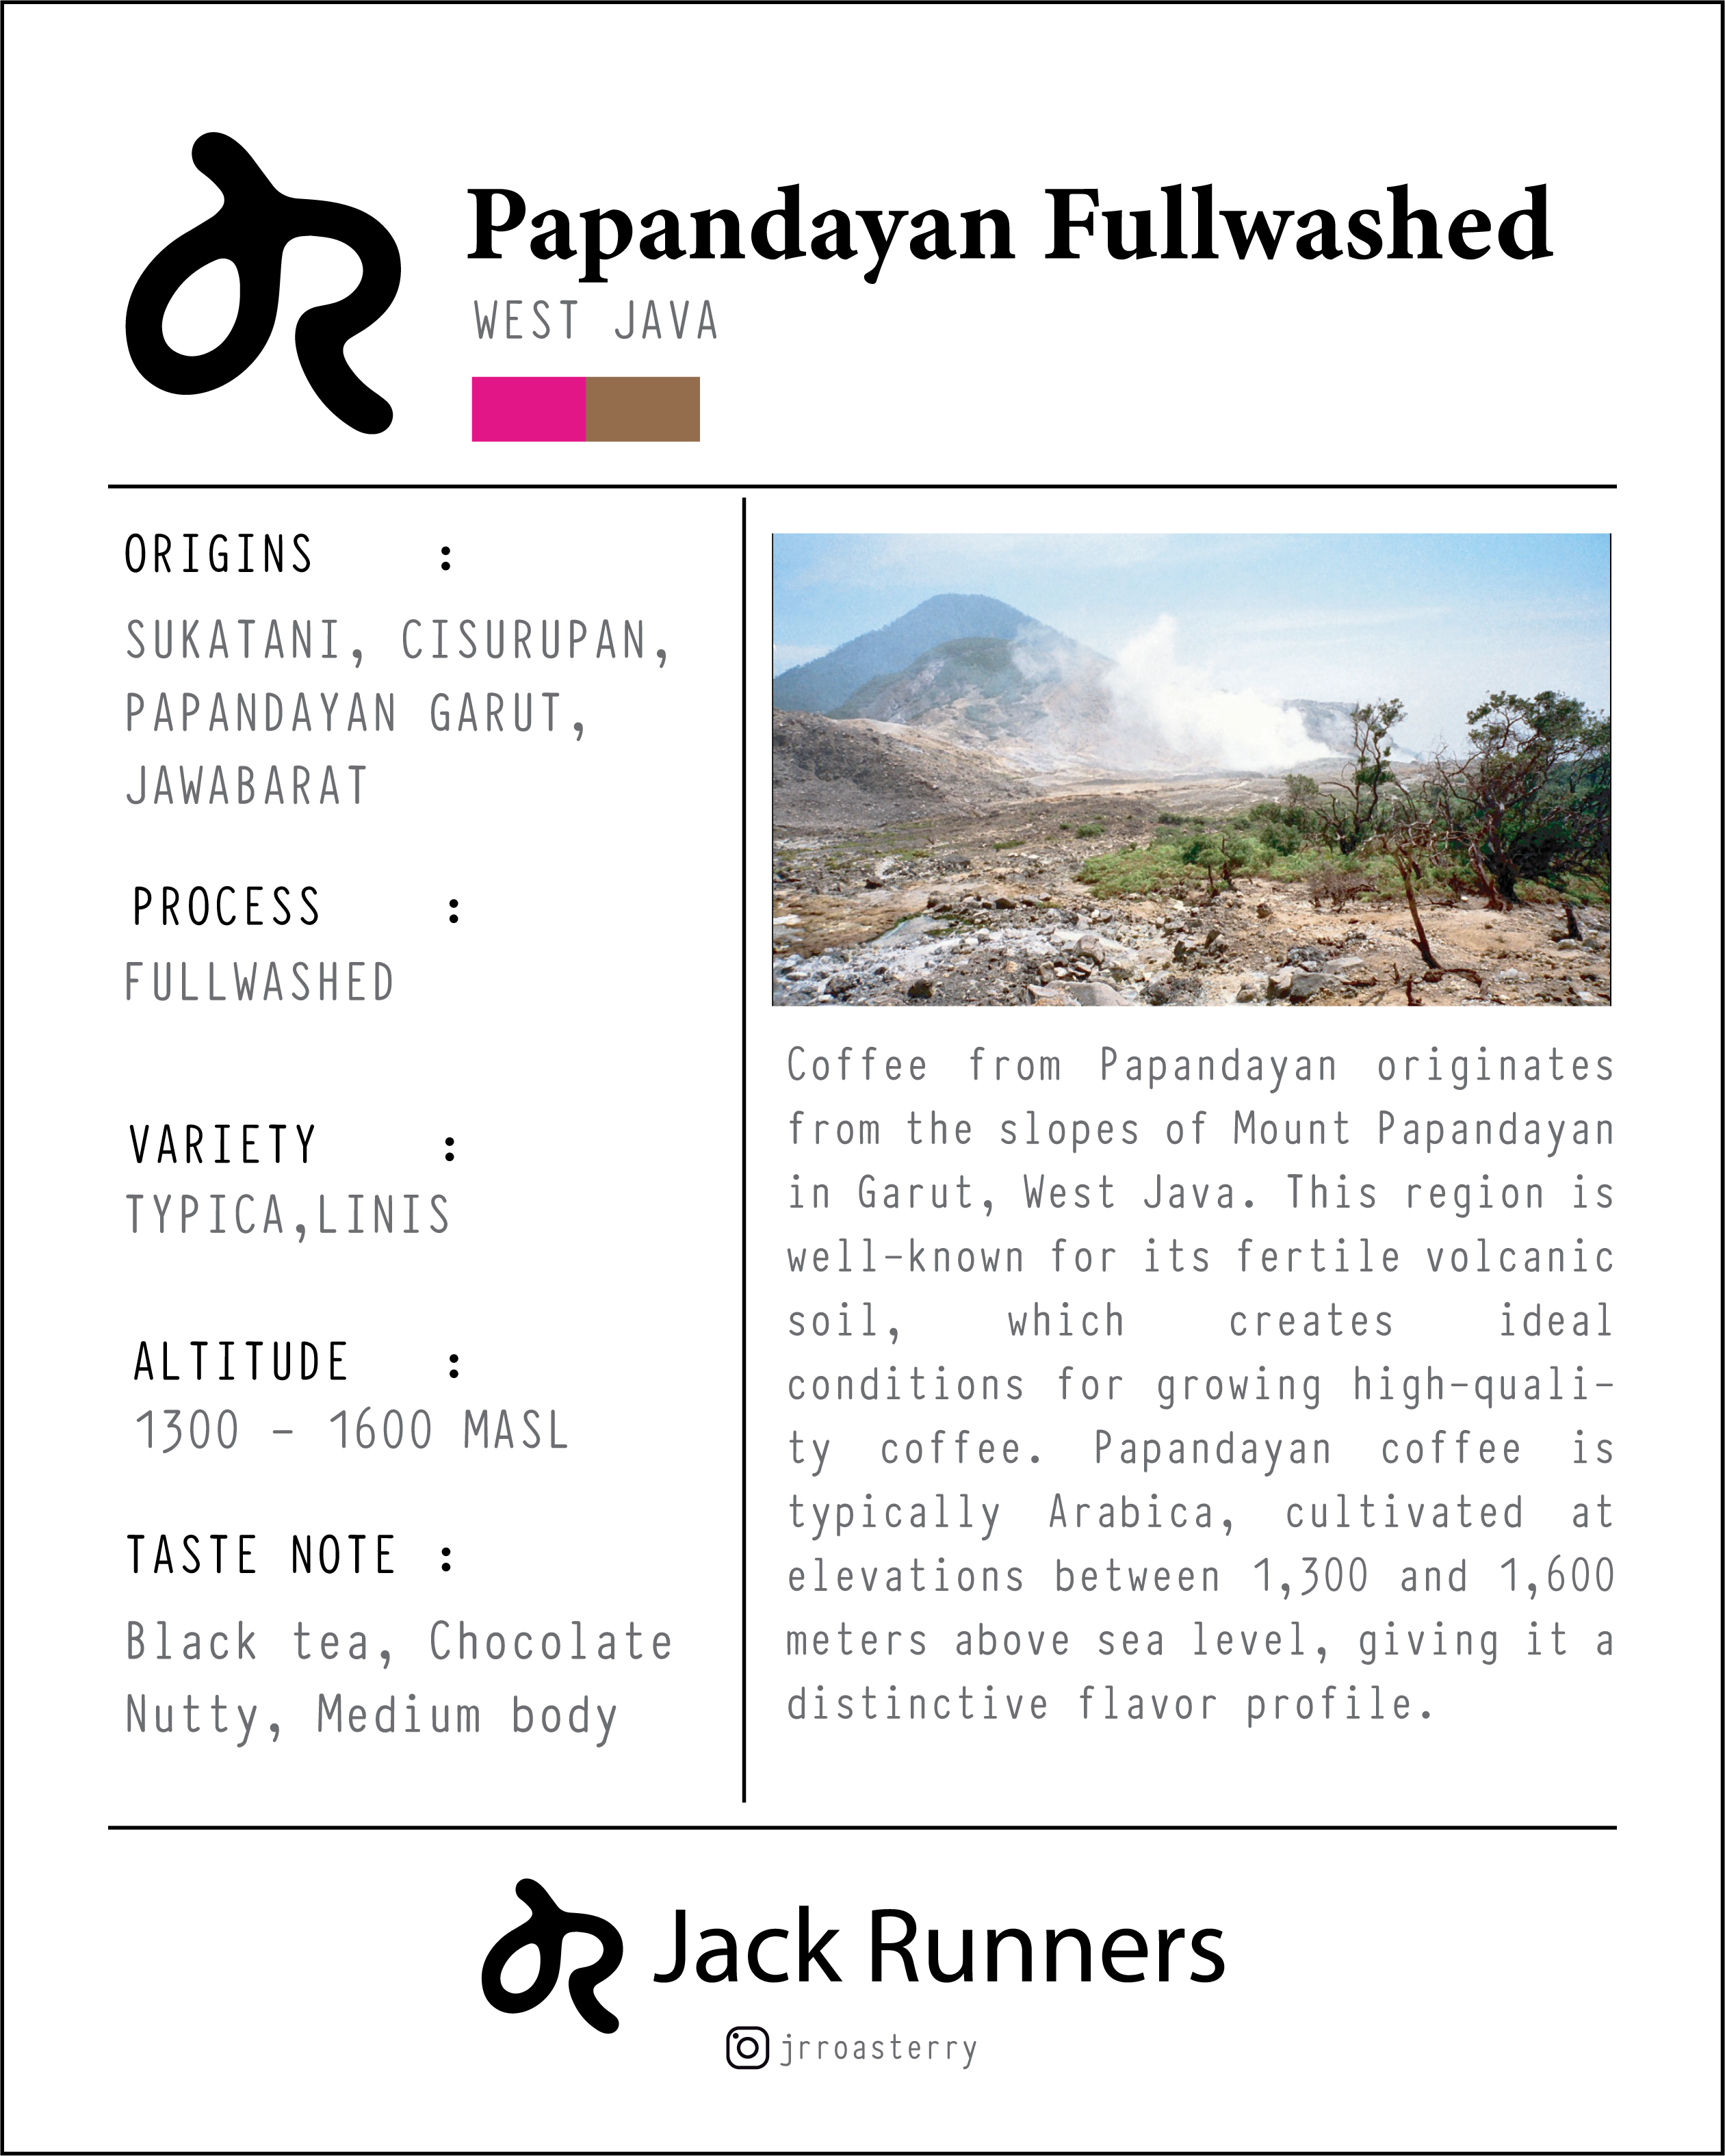 Papandayan Fullwashed
WEST JAVA
ORIGINS :
SUKATANI, CISURUPAN,
PAPANDAYAN GARUT,
JAWABARAT
PROCESS :
FULLWASHED
VARIETY :
TYPICA,LINIS
ALTITUDE :
1300 - 1600 MASL
TASTE NOTE :
Black tea, Chocolate
Nutty, Medium body
Coffee from Papandayan originates
from the slopes of Mount Papandayan
in Garut, West Java. This region is
well-known for its fertile volcanic
soil, which creates ideal
conditions for growing high-quali-
ty coffee. Papandayan coffee is
typically Arabica, cultivated at
elevations between 1,300 and 1,600
meters above sea level, giving it a
distinctive flavor profile.
Jack Runners
jrroasterry